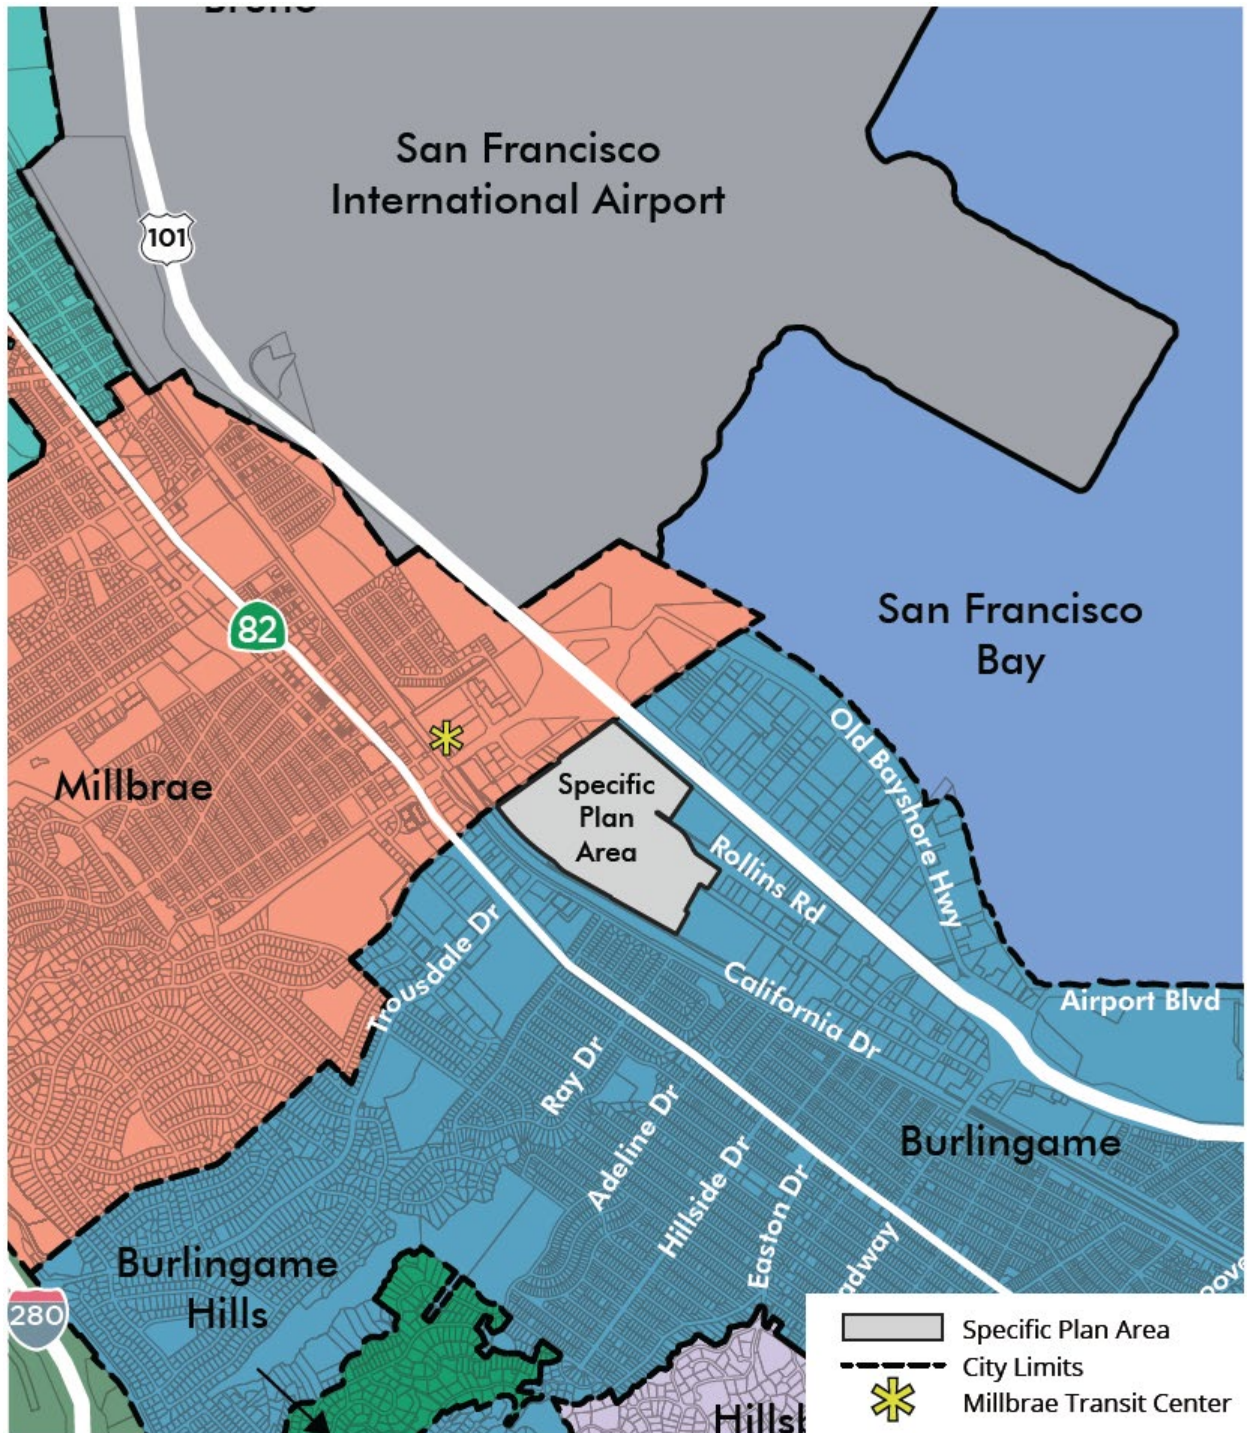 Bruno
San Francisco
International Airport
101
82
San Francisco
Bay
Old Bayshore Hwy
Millbrae
Specific
Plan
Area
Rollins Rd
Trousdale Dr
California Dr
Airport Blvd
Ray Dr
Adeline Dr
Hillside Dr
Easton Dr
Burlingame
Burlingame
Hills
280
Specific Plan Area
City Limits
Millbrae Transit Center